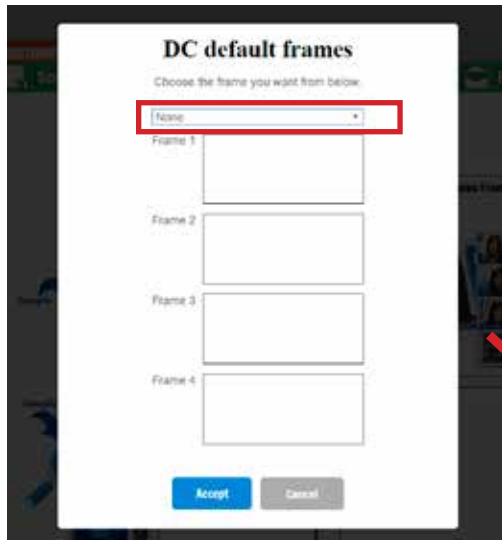 DC default frames
Choose the frame you want from below.
None
Frame 1
Frame 2
Frame 3
Frame 4
Accept
Cancel